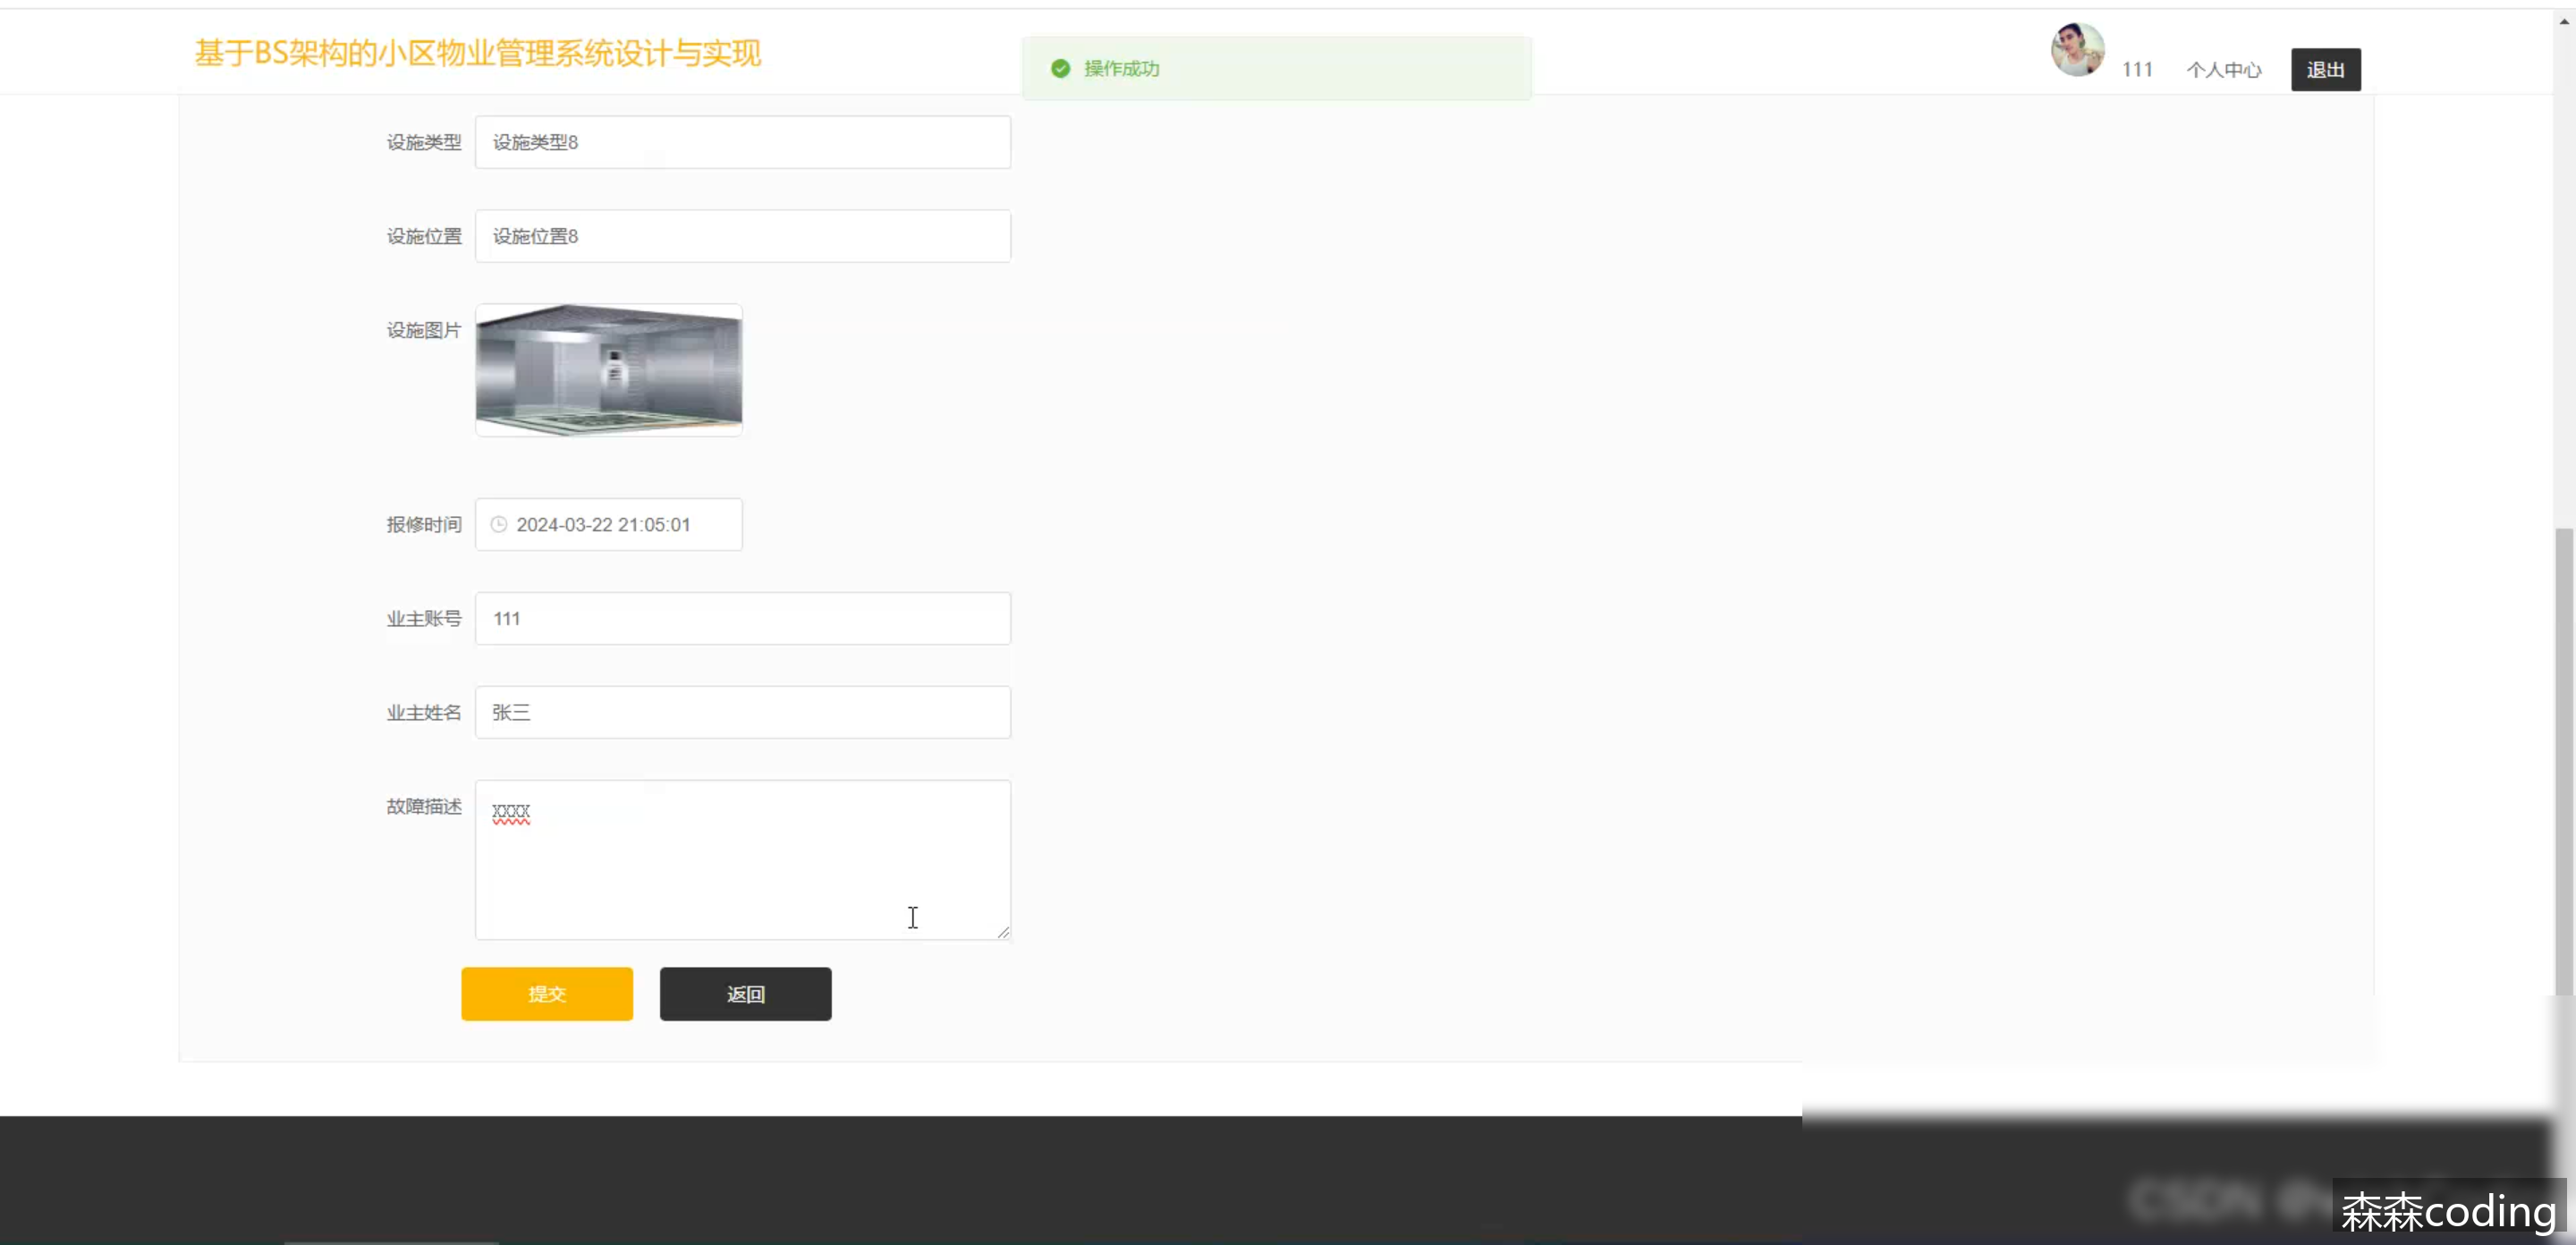 基于BS架构的小区物业管理系统设计与实现
操作成功
111
个人中心
退出
设施类型
设施类型8
设施位置
设施位置8
设施图片
报修时间
2024-03-22 21:05:01
业主账号
111
业主姓名
张三
故障描述
xxxx
提交
返回
CSDN
森森coding